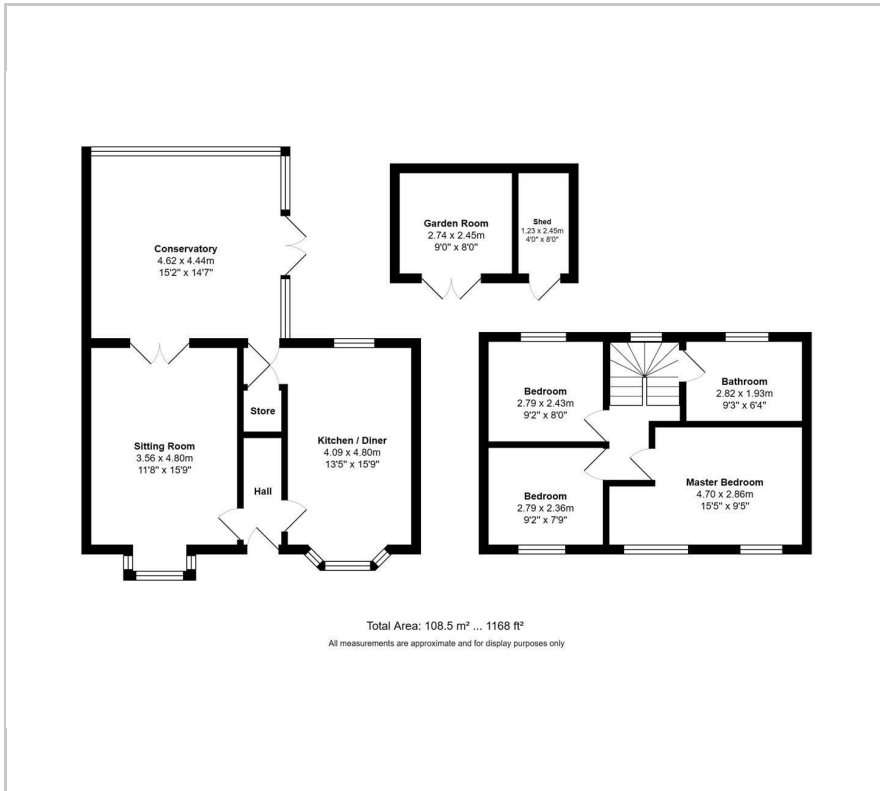 Conservatory
4.62 x 4.44m
15'2" x 14'7"
Garden Room
2.74 x 2.45m
9'0" x 8'0"
Shed
1.23 x 2.45m
4'0" x 8'0"
Sitting Room
3.56 x 4.80m
11'8" x 15'9"
Store
Hall
Kitchen / Diner
4.09 x 4.80m
13'5" x 15'9"
Bedroom
2.79 x 2.43m
9'2" x 8'0"
Bathroom
2.82 x 1.93m
9'3" x 6'4"
Bedroom
2.79 x 2.36m
9'2" x 7'9"
Master Bedroom
4.70 x 2.86m
15'5" x 9'5"
Total Area: 108.5 m² ... 1168 ft²
All measurements are approximate and for display purposes only